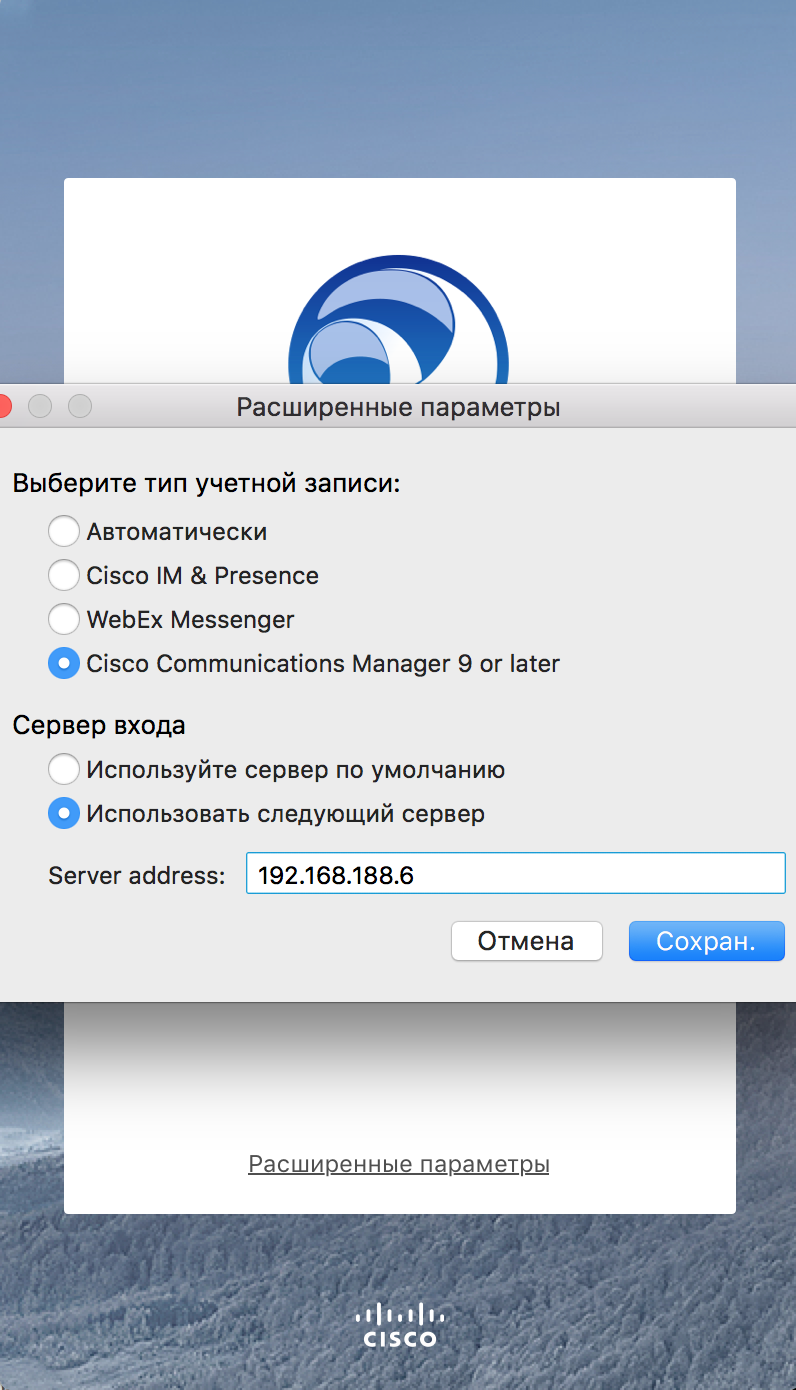 Расширенные параметры
Выберите тип учетной записи:
Автоматически
Cisco IM & Presence
WebEx Messenger
Cisco Communications Manager 9 or later
Сервер входа
Используйте сервер по умолчанию
Использовать следующий сервер
Server address: 192.168.188.6
Отмена Сохран.
Расширенные параметры
cisco